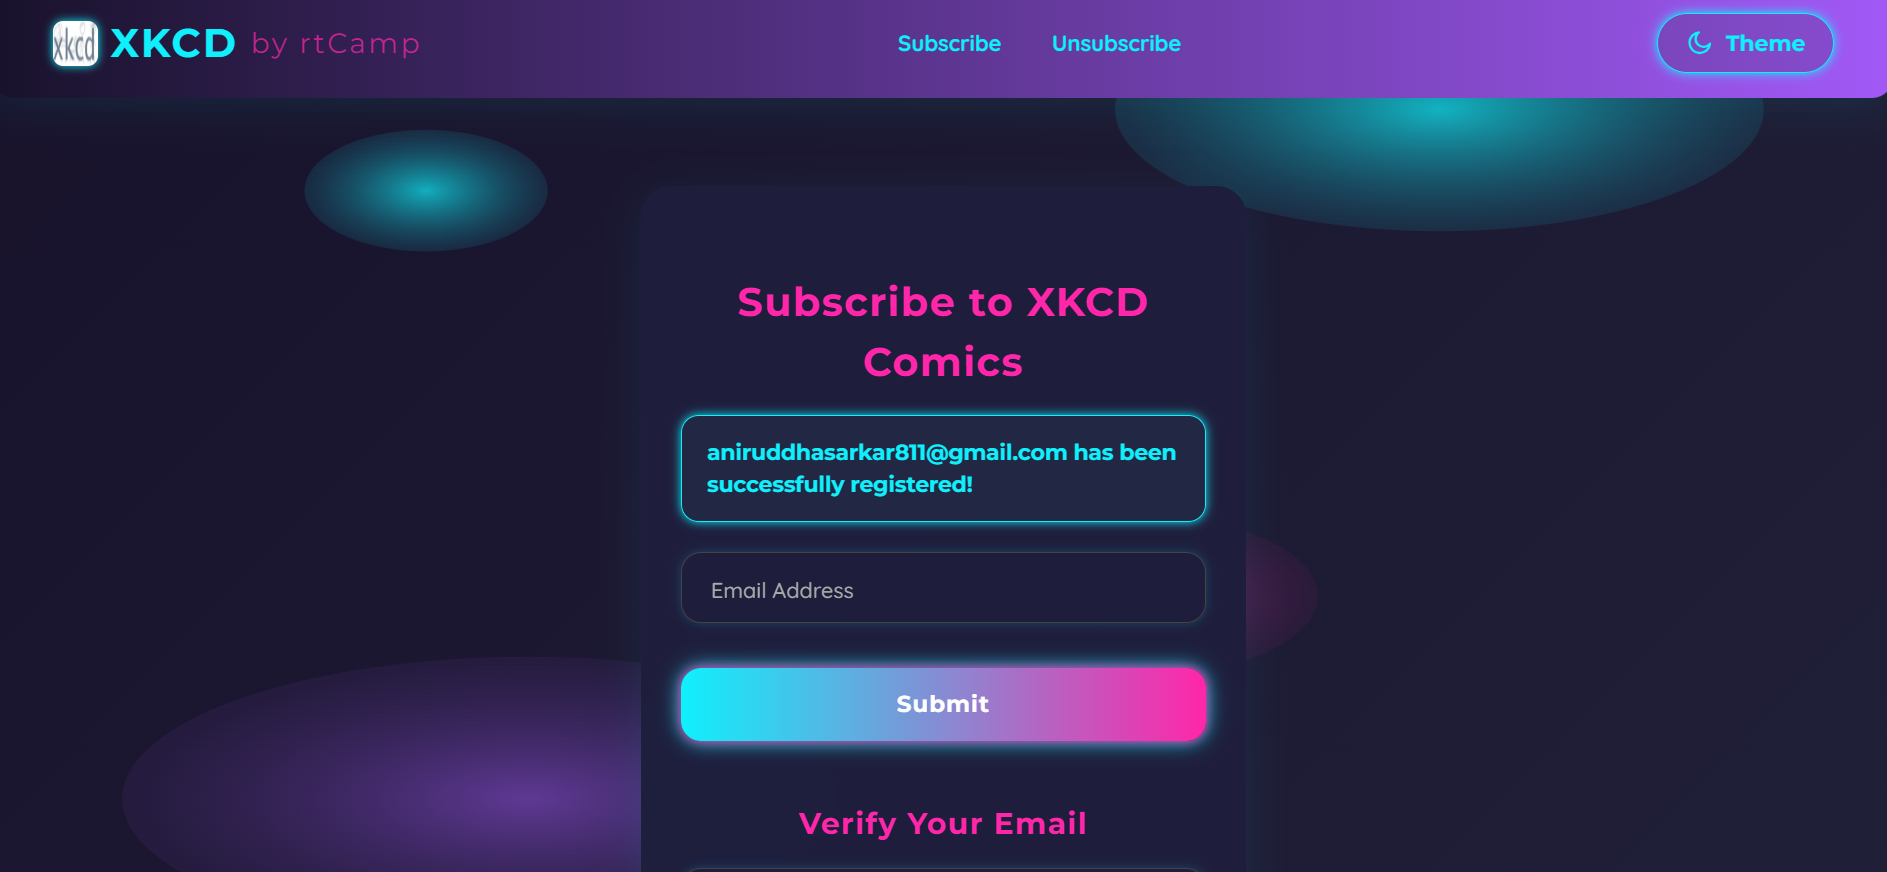 xkcd XKCD by rtCamp Subscribe Unsubscribe Theme
Subscribe to XKCD
Comics
aniruddhasarkar811@gmail.com has been
successfully registered!
Email Address
Submit
Verify Your Email